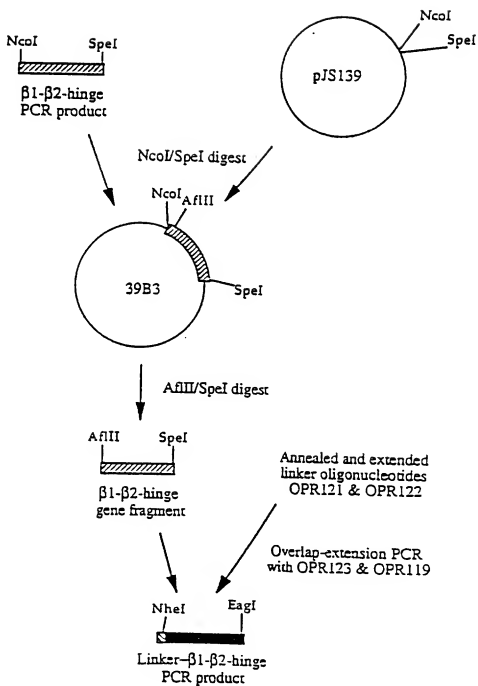 NcoI
SpeI
β1-β2-hinge
PCR product
pJS139
NcoI
SpeI
NcoI/SpeI digest
NcoI
AflII
39B3
SpeI
AflII/SpeI digest
AflII
SpeI
β1-β2-hinge
gene fragment
Annealed and extended
linker oligonucleotides
OPR121 & OPR122
Overlap-extension PCR
with OPR123 & OPR119
NheI
EagI
Linker-β1-β2-hinge
PCR product